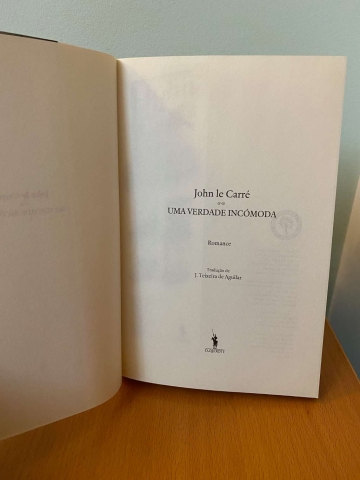 John le Carré
UMA VERDADE INCÓMODA
Romance
Tradução de
J. Teixeira de Aguilar